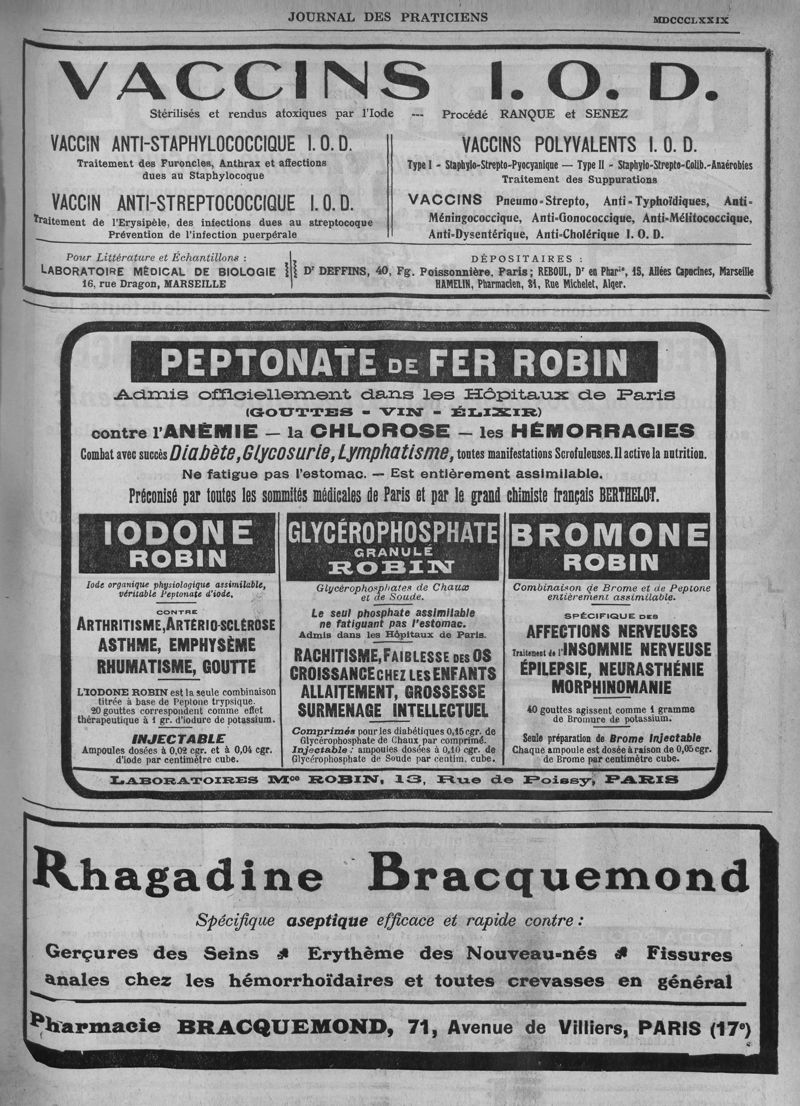 JOURNAL DES PRATICIENS
MDCCCLXXIX
VACCINS I. O. D.
Stérilisés et rendus atoxiques par l'Iode --- Procédé RANQUE et SENEZ
VACCIN ANTI-STAPHYLOCOCCIQUE I. O. D.
Traitement des Furoncles, Anthrax et affections
dues au Staphylocoque
VACCIN ANTI-STREPTOCOCCIQUE I. O. D.
Traitement de l'Erysipèle, des infections dues au streptocoque
Prévention de l'infection puerpérale
VACCINS POLYVALENTS I. O. D.
Type I - Staphylo-Strepto-Pyocyanique — Type II - Staphylo-Strepto-Colib.-Anaérobies
Traitement des Suppurations
VACCINS Pneumo-Strepto, Anti-Typhoïdiques, Anti-
Méningococcique, Anti-Gonococcique, Anti-Mélitococcique,
Anti-Dysentérique, Anti-Cholérique I. O. D.
Pour Littérature et Échantillons :
LABORATOIRE MÉDICAL DE BIOLOGIE
16, rue Dragon, MARSEILLE
DÉPOSITAIRES :
Dr DEFFINS, 40, Fg. Poissonnière, Paris ; REBOUL, Dr en Phar<sup>ie</sup>, 15, Allées Capucines, Marseille
HAMELIN, Pharmacien, 31, Rue Michelet, Alger.
PEPTONATE DE FER ROBIN
Admis officiellement dans les Hôpitaux de Paris
(GOUTTES - VIN - ÉLIXIR)
contre l'ANÉMIE — la CHLOROSE — les HÉMORRAGIES
Combat avec succès Diabète, Glycosurie, Lymphatisme, toutes manifestations Scrofuleuses. Il active la nutrition.
Ne fatigue pas l'estomac. — Est entièrement assimilable.
Préconisé par toutes les sommités médicales de Paris et par le grand chimiste français BERTHELOT.
IODONE
ROBIN
Iode organique physiologique assimilable,
véritable Peptonate d'iode.
CONTRE
ARTHRITISME, ARTÉRIO-SCLÉROSE
ASTHME, EMPHYSÈME
RHUMATISME, GOUTTE
L'IODONE ROBIN est la seule combinaison
titrée à base de Peptone trypsique.
20 gouttes correspondent comme effet
thérapeutique à 1 gr. d'iodure de potassium.
INJECTABLE
Ampoules dosées à 0,02 cgr. et à 0,04 cgr.
d'iode par centimètre cube.
GLYCÉROPHOSPHATE
GRANULÉ
ROBIN
Glycérophosphates de Chaux
et de Soude.
Le seul phosphate assimilable
ne fatiguant pas l'estomac.
Admis dans les Hôpitaux de Paris.
RACHITISME, FAIBLESSE DES OS
CROISSANCE CHEZ LES ENFANTS
ALLAITEMENT, GROSSESSE
SURMENAGE INTELLECTUEL
Comprimés pour les diabétiques 0,15 cgr. de
Glycérophosphate de Chaux par comprimé.
Injectable : ampoules dosées à 0,10 cgr. de
Glycérophosphate de Soude par centim. cube.
BROMONE
ROBIN
Combinaison de Brome et de Peptone
entièrement assimilable.
SPÉCIFIQUE DES
AFFECTIONS NERVEUSES
Traitement de l'INSOMNIE NERVEUSE
ÉPILEPSIE, NEURASTHÉNIE
MORPHINOMANIE
40 gouttes agissent comme 1 gramme
de Bromure de potassium.
Seule préparation de Brome Injectable
Chaque ampoule est dosée à raison de 0,05 cgr.
de Brome par centimètre cube.
LABORATOIRES Mce ROBIN, 13, Rue de Poissy, PARIS
Rhagadine Bracquemond
Spécifique aseptique efficace et rapide contre :
Gerçures des Seins Erythème des Nouveau-nés Fissures
anales chez les hémorrhoïdaires et toutes crevasses en général
Pharmacie BRACQUEMOND, 71, Avenue de Villiers, PARIS (17e)